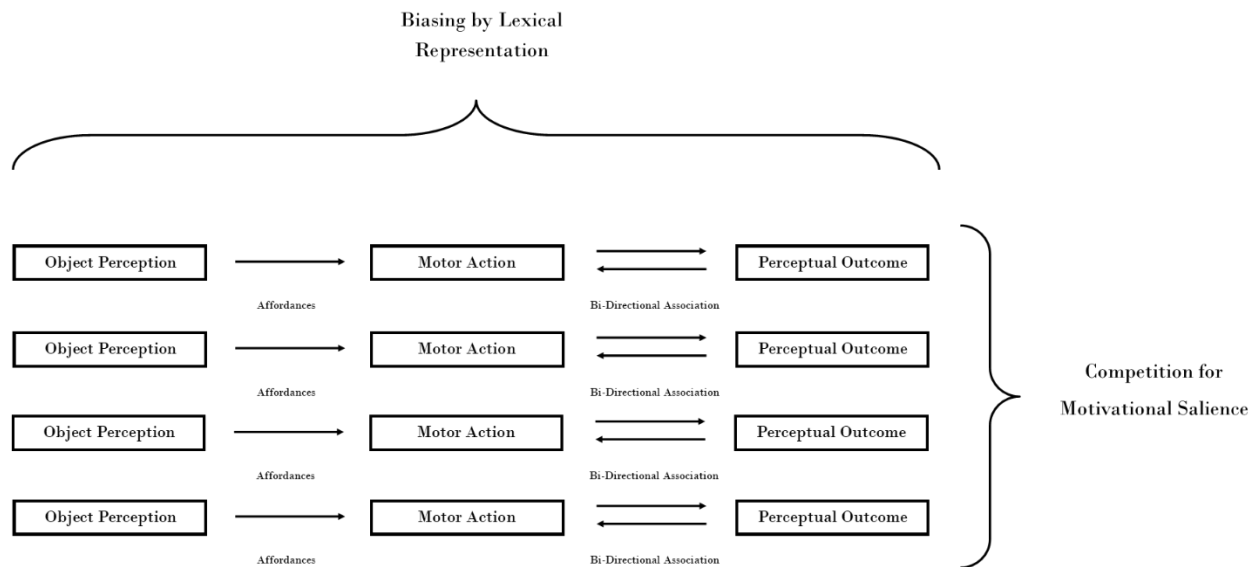 Biasing by Lexical
Representation
Object Perception
Motor Action
Perceptual Outcome
Affordances
Bi-Directional Association
Object Perception
Motor Action
Perceptual Outcome
Affordances
Bi-Directional Association
Object Perception
Motor Action
Perceptual Outcome
Affordances
Bi-Directional Association
Object Perception
Motor Action
Perceptual Outcome
Affordances
Bi-Directional Association
Competition for
Motivational Salience